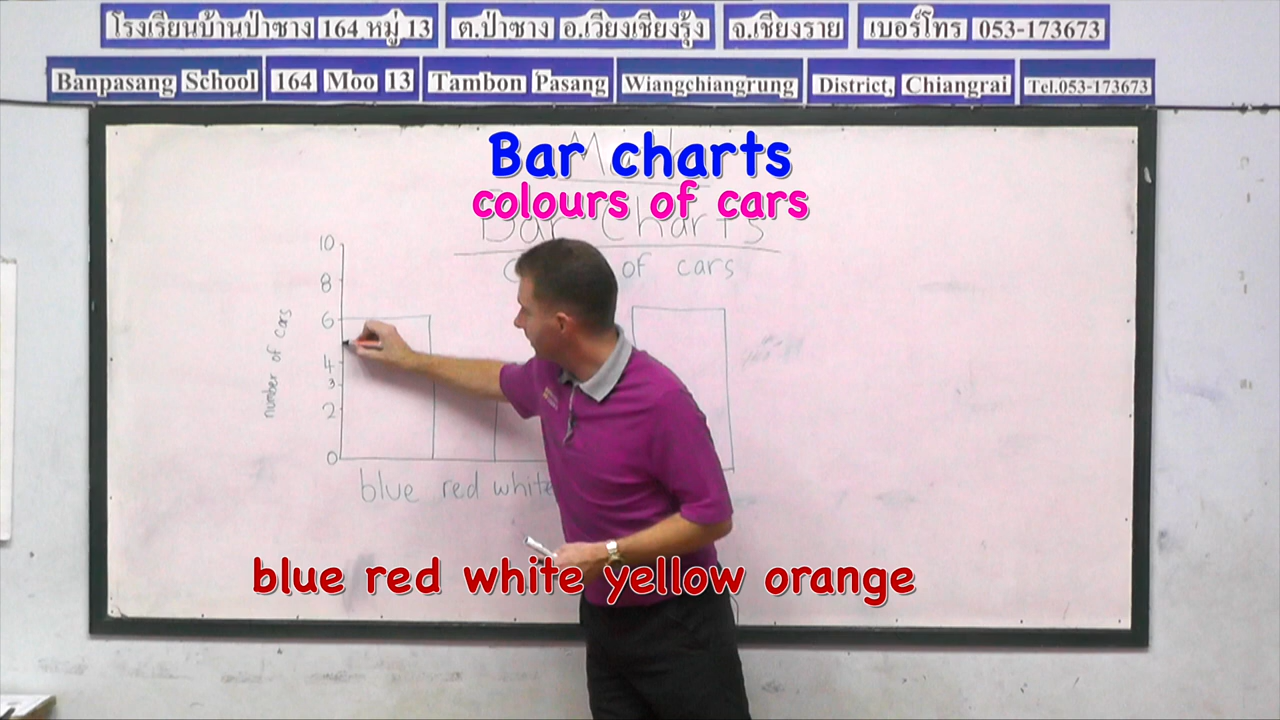 โรงเรียนบ้านป่าซาง 164 หมู่ 13 ต.ป่าซาง อ.เวียงเชียงรุ้ง จ.เชียงราย เบอร์โทร 053-173673
Banpasang School 164 Moo 13 Tambon Pasang Wiangchiangrung District, Chiangrai Tel.053-173673
Bar charts
colours of cars
Bar Charts
of cars
10
8
6
4
3
2
0
number of cars
blue red white
blue red white yellow orange